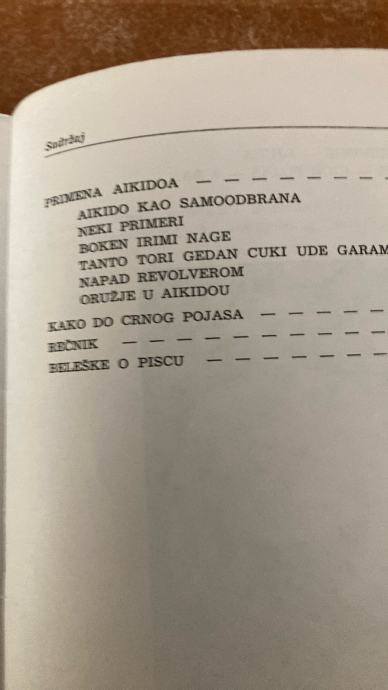 Sadržaj
PRIMENA AIKIDOA — — — — — — —
AIKIDO KAO SAMOODBRANA
NEKI PRIMERI
BOKEN IRIMI NAGE
TANTO TORI GEDAN CUKI UDE GARAM
NAPAD REVOLVEROM
ORUŽJE U AIKIDOU
KAKO DO CRNOG POJASA — — — — —
REČNIK — — — — — — — — — —
BELEŠKE O PISCU — — — — — — —